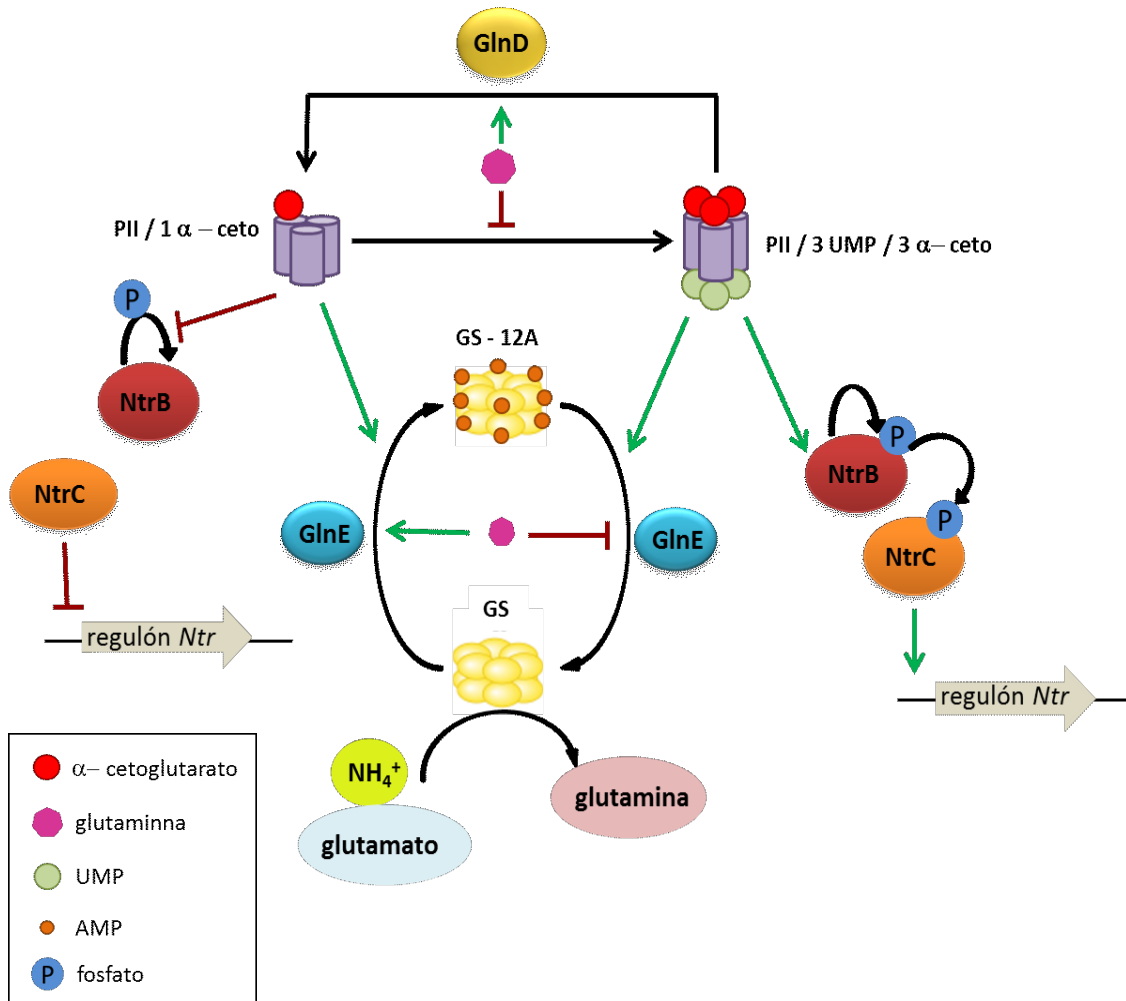 GlnD
PII / 1 α – ceto
PII / 3 UMP / 3 α– ceto
P
NtrB
GS - 12A
P
NtrB
P
NtrC
NtrC
GlnE
GlnE
GS
regulón Ntr
regulón Ntr
NH4+
glutamato
glutamina
α– cetoglutarato
glutaminna
UMP
AMP
P fosfato